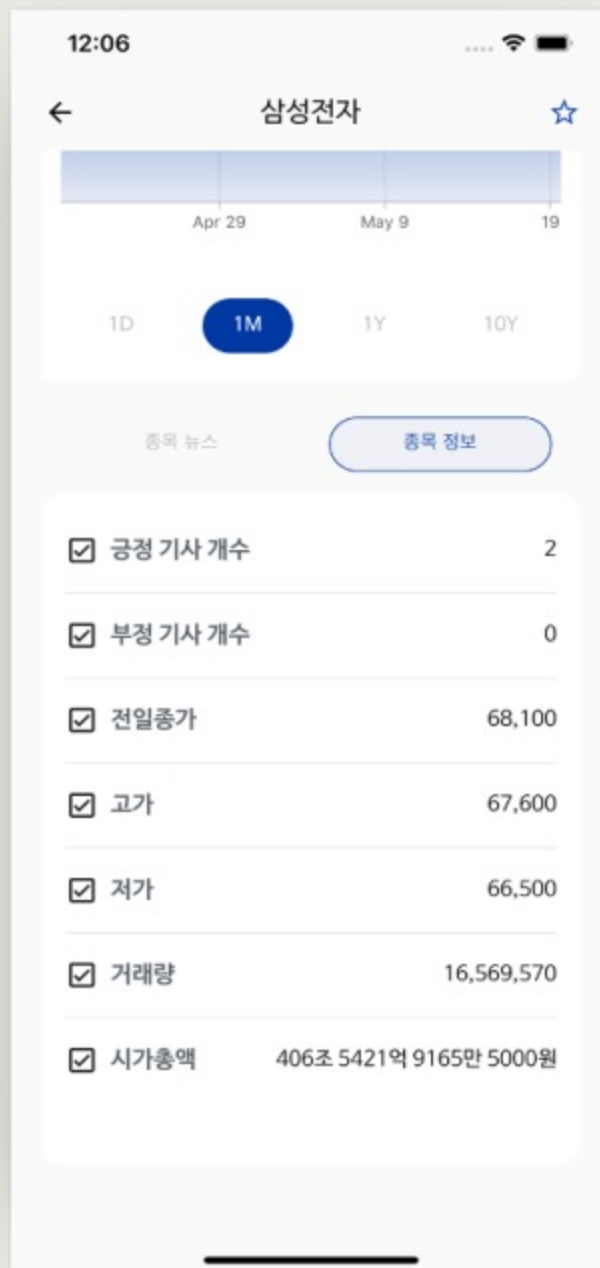 12:06
삼성전자
Apr 29 May 9 19
1D 1M 1Y 10Y
종목 뉴스 종목 정보
긍정 기사 개수 2
부정 기사 개수 0
전일종가 68,100
고가 67,600
저가 66,500
거래량 16,569,570
시가총액 406조 5421억 9165만 5000원